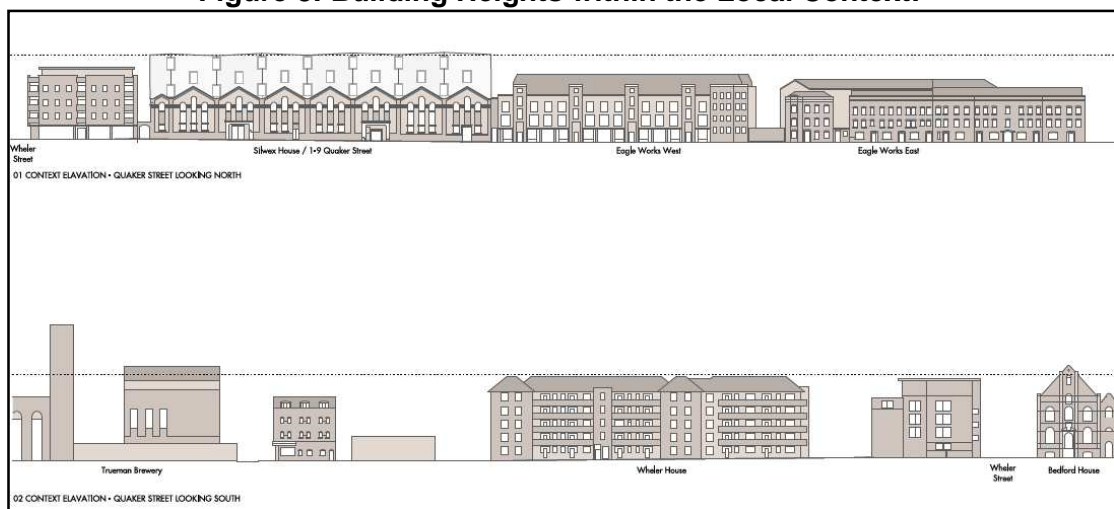 Figure 3: Building Heights within the Local Context.
Wheler
Street
Silwex House / 1-9 Quaker Street
Eagle Works West
Eagle Works East
01 CONTEXT ELAVATION • QUAKER STREET LOOKING NORTH
Trueman Brewery
Wheler House
Wheler
Street
Bedford House
02 CONTEXT ELAVATION • QUAKER STREET LOOKING SOUTH